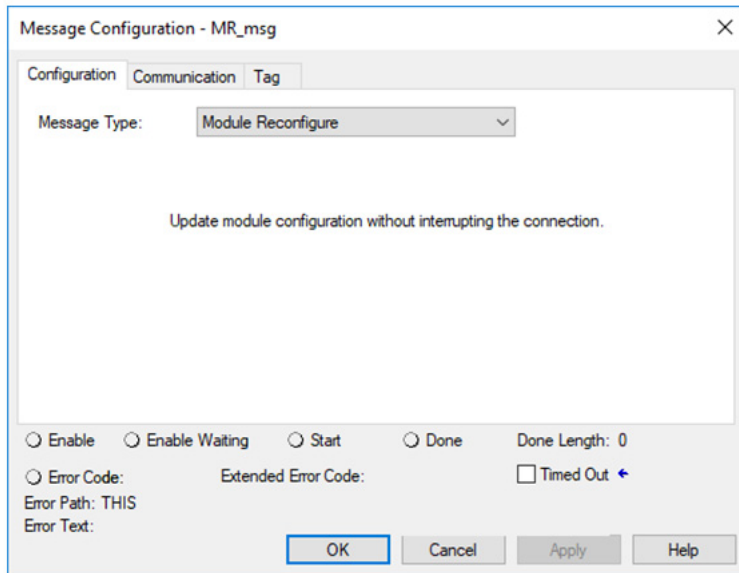 Message Configuration - MR_msg
Configuration Communication Tag
Message Type: Module Reconfigure
Update module configuration without interrupting the connection.
Enable Enable Waiting Start Done Done Length: 0
Error Code: Extended Error Code: Timed Out
Error Path: THIS
Error Text:
OK Cancel Apply Help